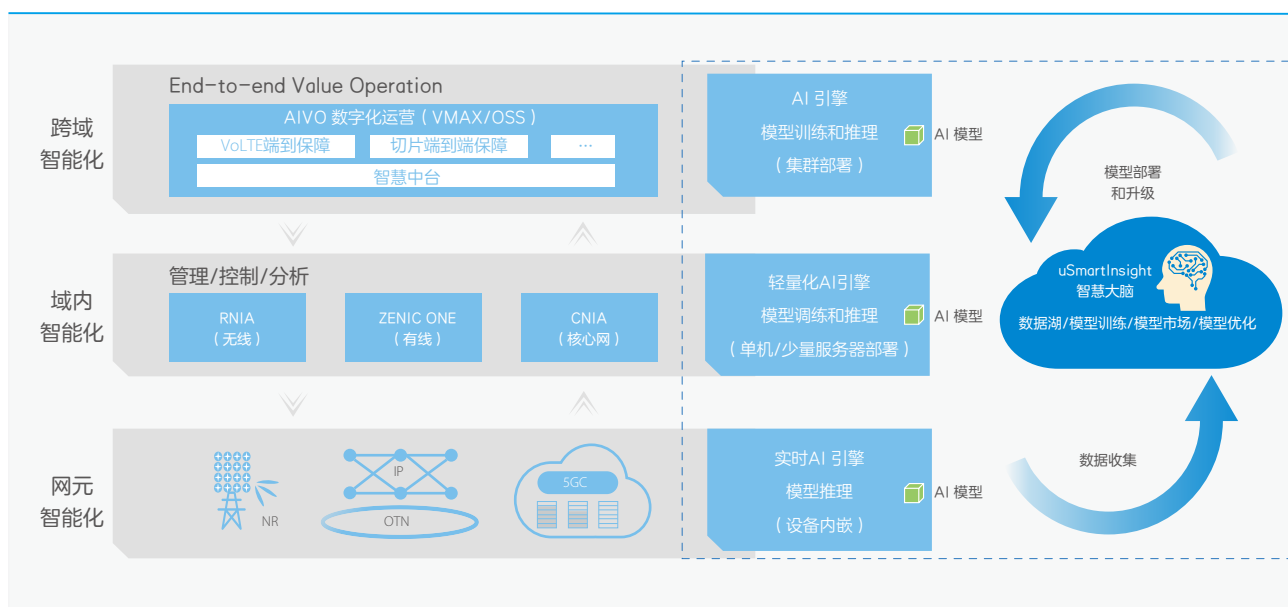 跨域
智能化
End-to-end Value Operation
AIVO 数字化运营（VMAX/OSS）
VoLTE端到保障
切片端到端保障
…
智慧中台
AI 引擎
模型训练和推理
（集群部署）
AI 模型
模型部署
和升级
域内
智能化
管理/控制/分析
RNIA
（无线）
ZENIC ONE
（有线）
CNIA
（核心网）
轻量化AI引擎
模型调练和推理
（单机/少量服务器部署）
AI 模型
uSmartInsight
智慧大脑
数据湖/模型训练/模型市场/模型优化
网元
智能化
NR
IP
OTN
5GC
实时AI 引擎
模型推理
（设备内嵌）
AI 模型
数据收集